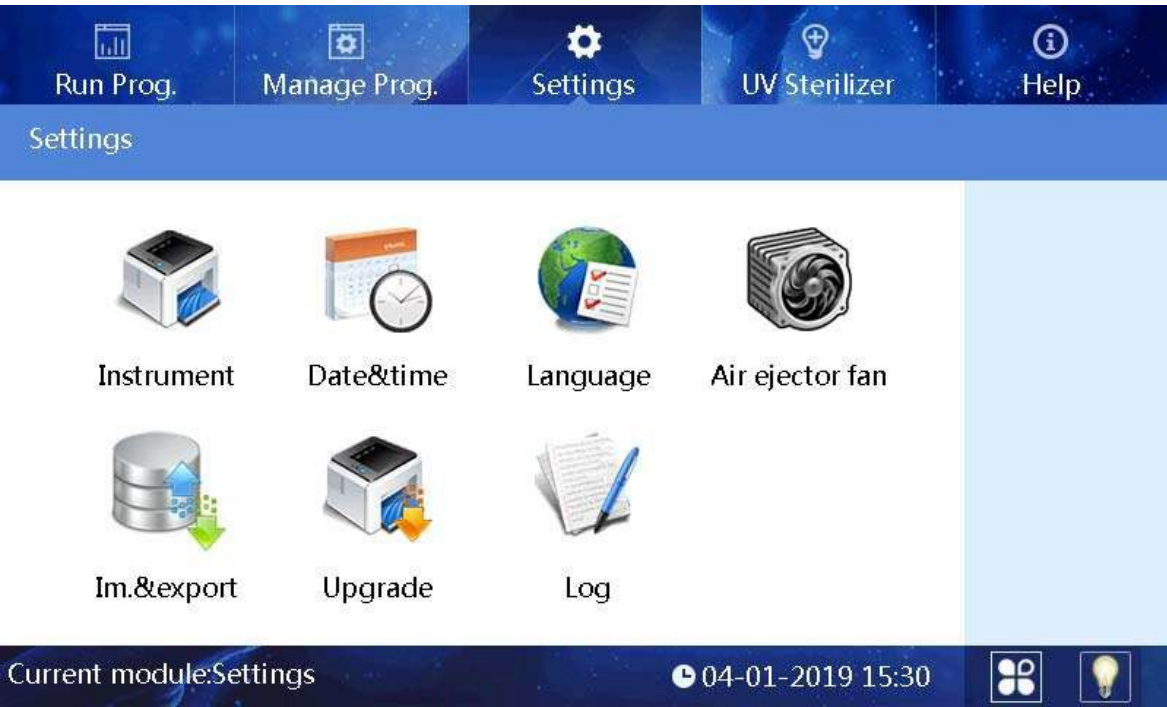 Run Prog.
Manage Prog.
Settings
UV Sterilizer
Help
Settings
Instrument
Date&time
Language
Air ejector fan
Im.&export
Upgrade
Log
Current module:Settings
04-01-2019 15:30